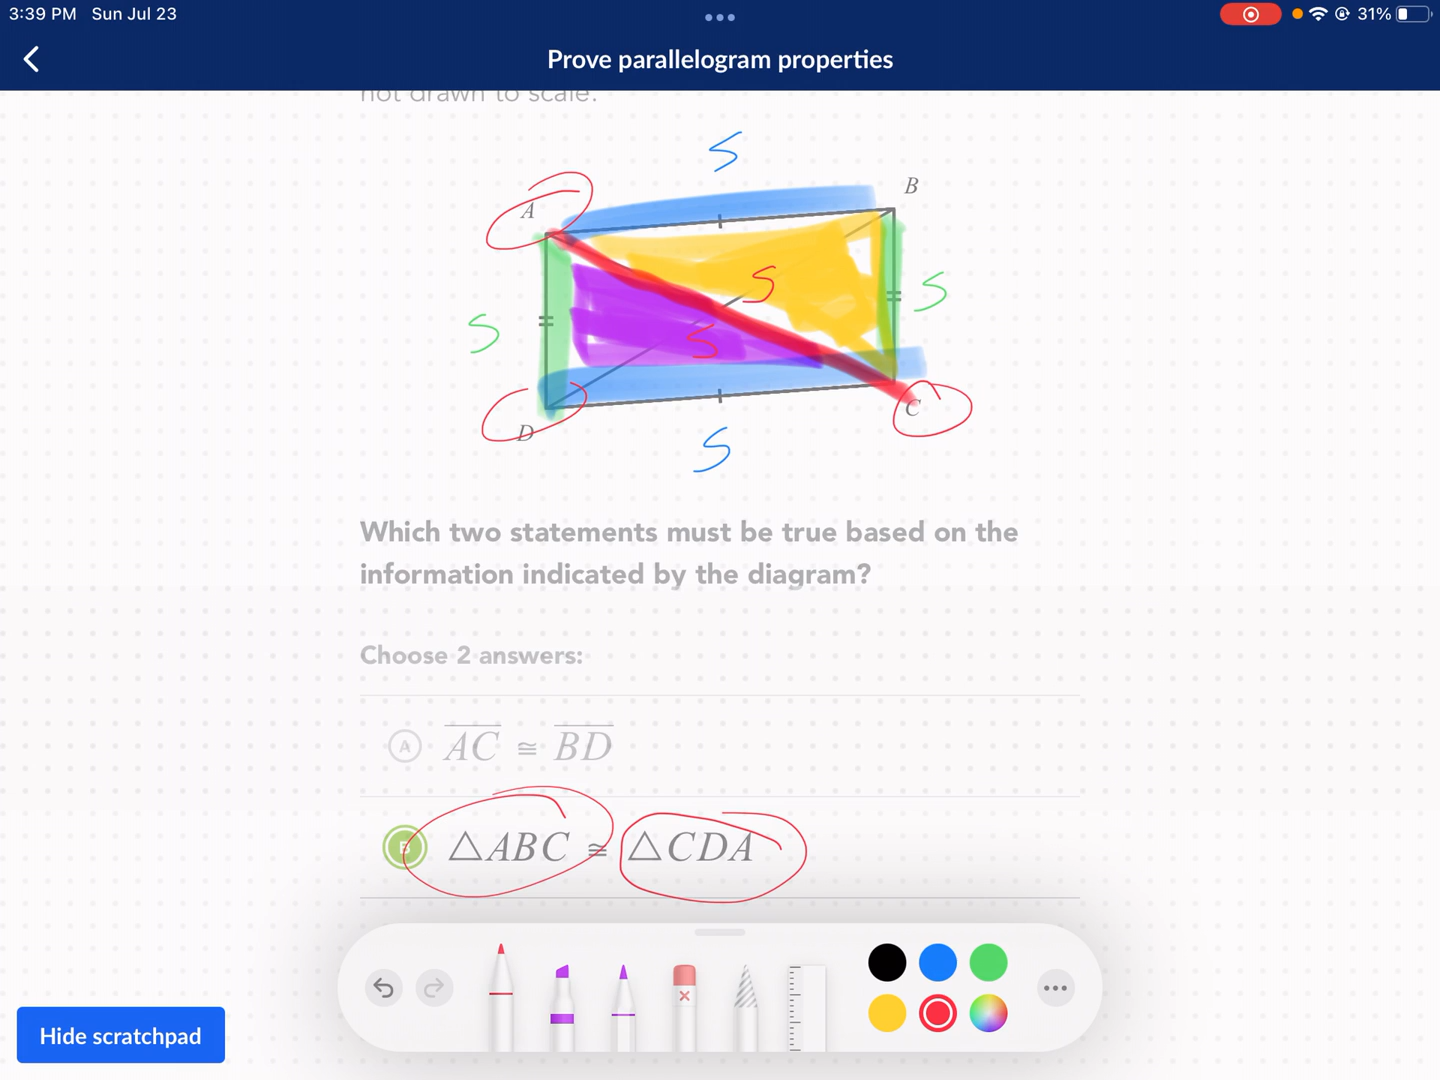 3:39 PM Sun Jul 23
31%
Prove parallelogram properties
not drawn to scale.
S
A
B
S
S
S
S
D
C
S
Which two statements must be true based on the
information indicated by the diagram?
Choose 2 answers:
A AC ≅ BD
B △ABC ≅ △CDA
Hide scratchpad